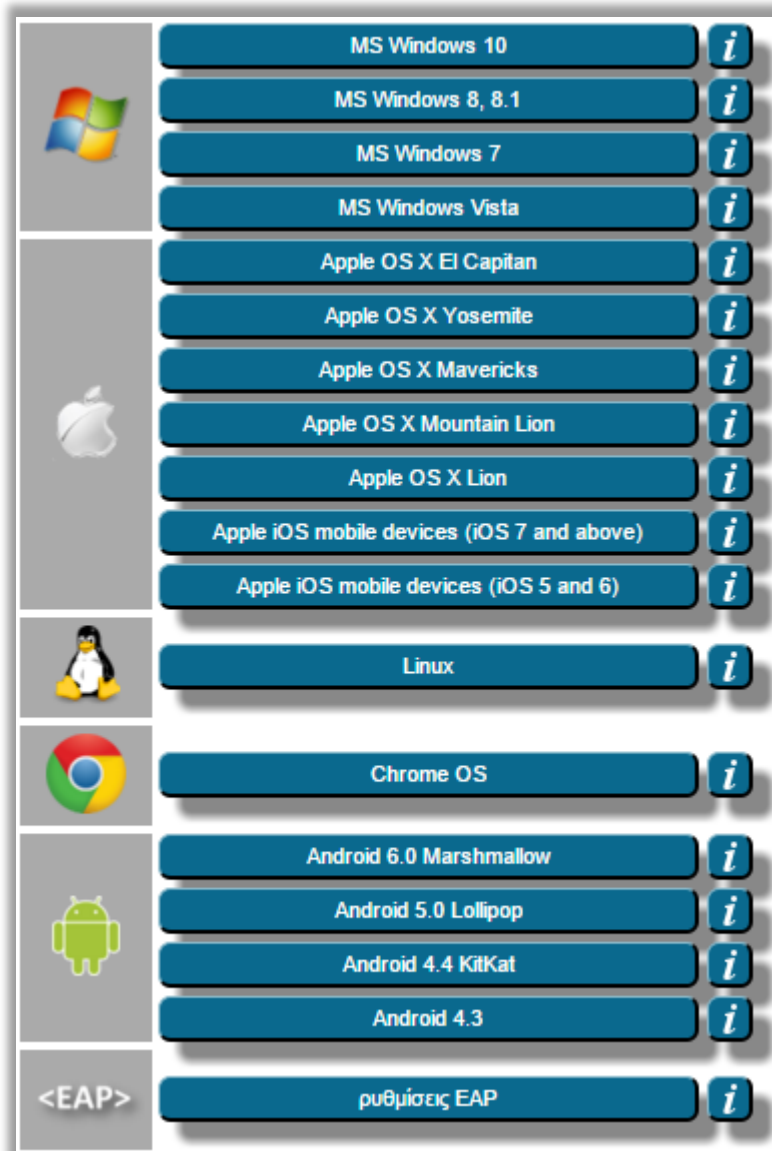 MS Windows 10 i
MS Windows 8, 8.1 i
MS Windows 7 i
MS Windows Vista i
Apple OS X El Capitan i
Apple OS X Yosemite i
Apple OS X Mavericks i
Apple OS X Mountain Lion i
Apple OS X Lion i
Apple iOS mobile devices (iOS 7 and above) i
Apple iOS mobile devices (iOS 5 and 6) i
Linux i
Chrome OS i
Android 6.0 Marshmallow i
Android 5.0 Lollipop i
Android 4.4 KitKat i
Android 4.3 i
<EAP> ρυθμίσεις EAP i